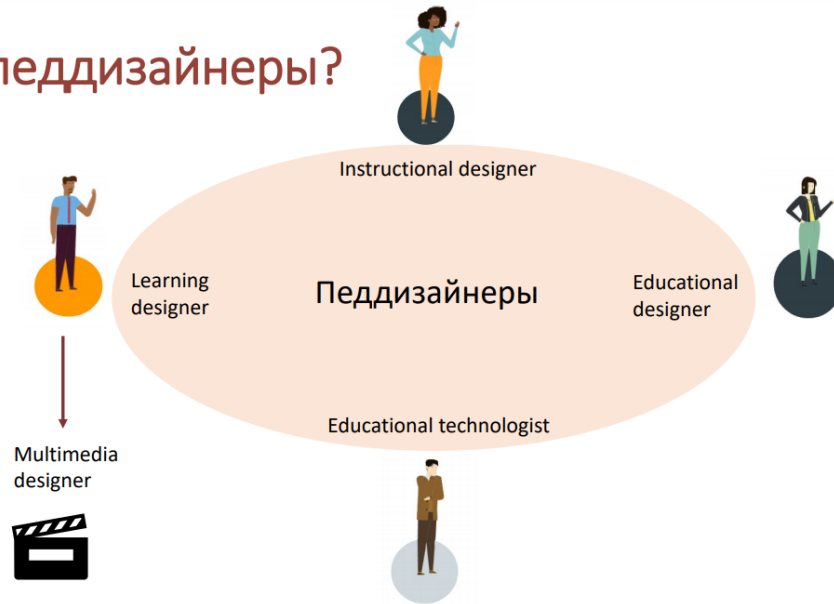 педдизайнеры?
Instructional designer
Learning
designer
Педдизайнеры
Educational
designer
Educational technologist
Multimedia
designer